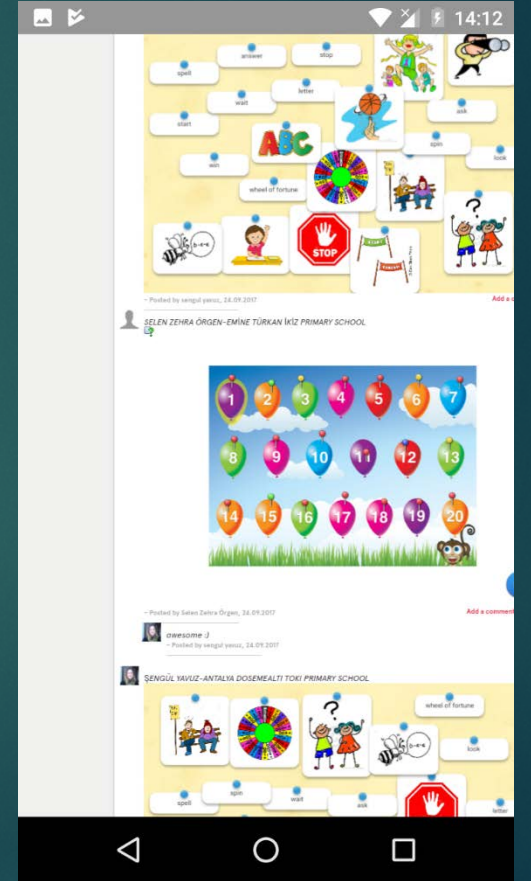 14:12
answer
stop
spell
letter
wait
ask
start
ABC
spin
win
look
wheel of fortune
?
B-E-E
STOP
- Posted by sengul yavuz, 24.09.2017
Add a c
SELEN ZEHRA ÖRGEN-EMİNE TÜRKAN İKİZ PRIMARY SCHOOL
1 2 3 4 5 6 7
8 9 10 11 12 13
14 15 16 17 18 19 20
- Posted by Selen Zehra Örgen, 24.09.2017
Add a commen
awesome :)
- Posted by sengul yavuz, 24.09.2017
ŞENGÜL YAVUZ-ANTALYA DOSEMEALTI TOKI PRIMARY SCHOOL
?
wheel of fortune
B-E-E
look
spell
spin
wait
ask
letter